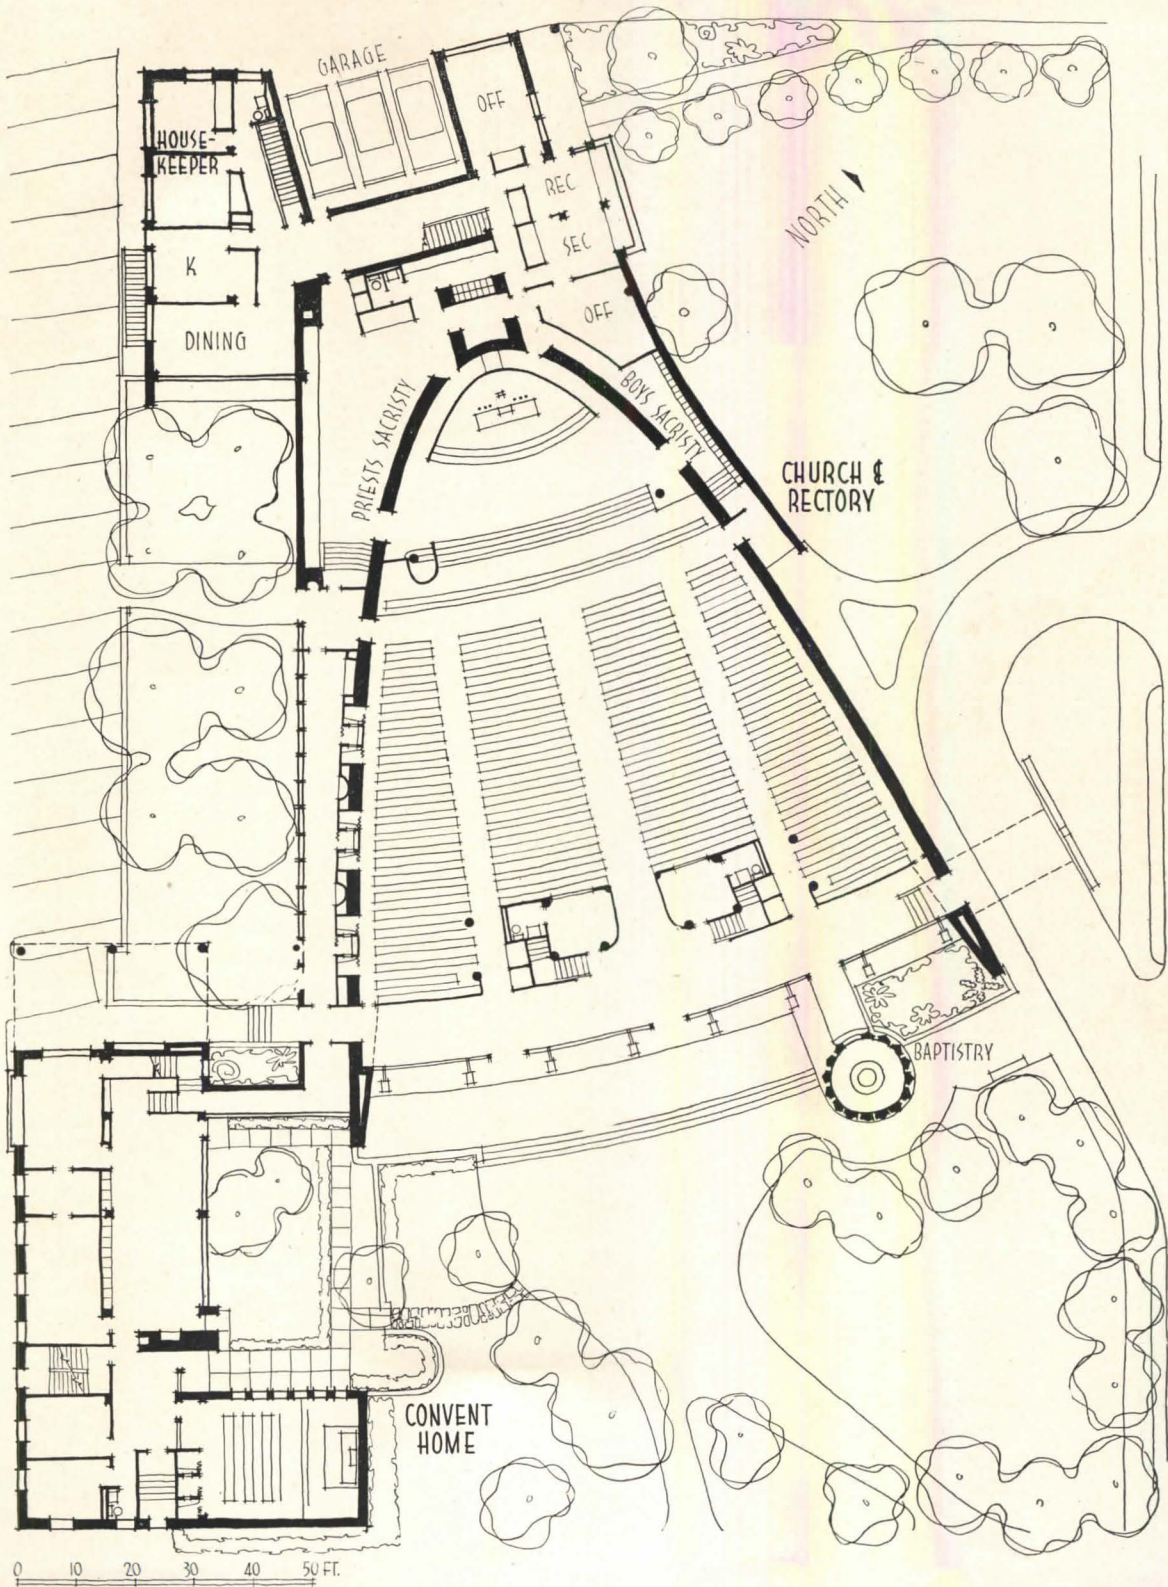 GARAGE
OFF
HOUSE-
KEEPER
REC
NORTH
SEC
K
OFF
DINING
BOYS SACRISTY
PRIESTS SACRISTY
CHURCH &
RECTORY
BAPTISTRY
CONVENT
HOME
0 10 20 30 40 50 FT.